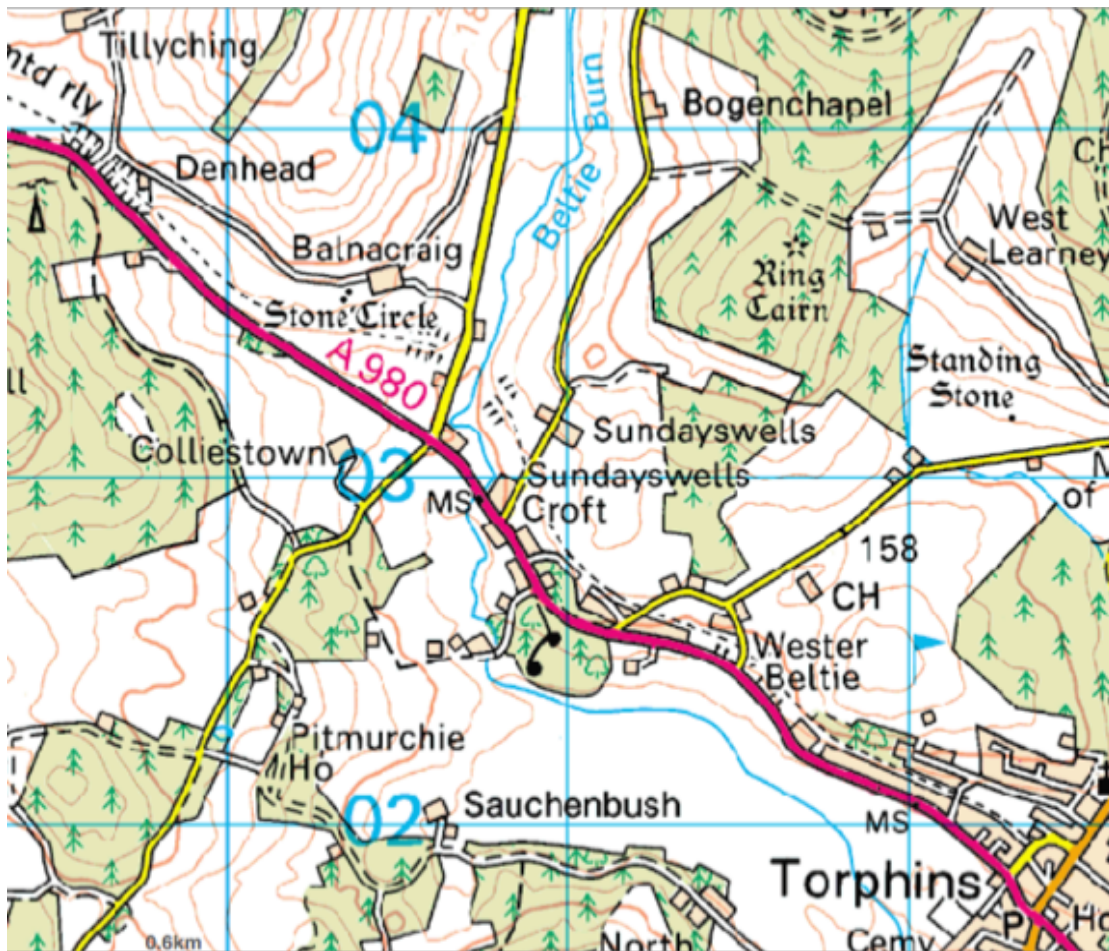 Tillyching
ntd rly
Burn
Beltie
Bogenchapel
04
Denhead
CH
West
Learney
Balnacraig
Ring
Cairn
Stone Circle
A 980
Standing
Stone
ll
Colliestown
Sundayswells
03
Sundayswells
Croft
MS
M
of
158
CH
Wester
Beltie
Pitmurchie
Ho
02
Sauchenbush
MS
Torphins
P
Ho
Cemy
North
0.6km